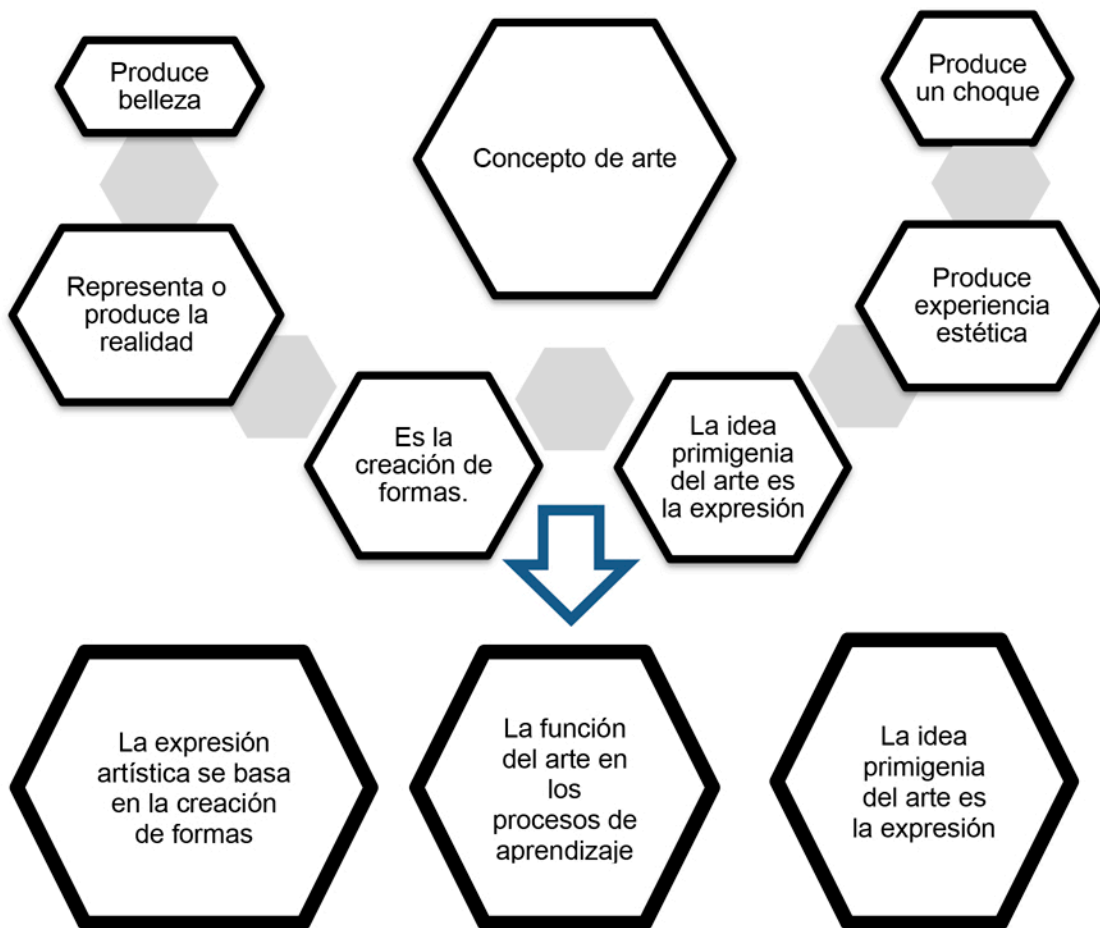 Produce
belleza
Concepto de arte
Produce
un choque
Representa o
produce la
realidad
Produce
experiencia
estética
Es la
creación de
formas.
La idea
primigenia
del arte es
la expresión
La expresión
artística se basa
en la creación
de formas
La función
del arte en
los
procesos de
aprendizaje
La idea
primigenia
del arte es
la expresión